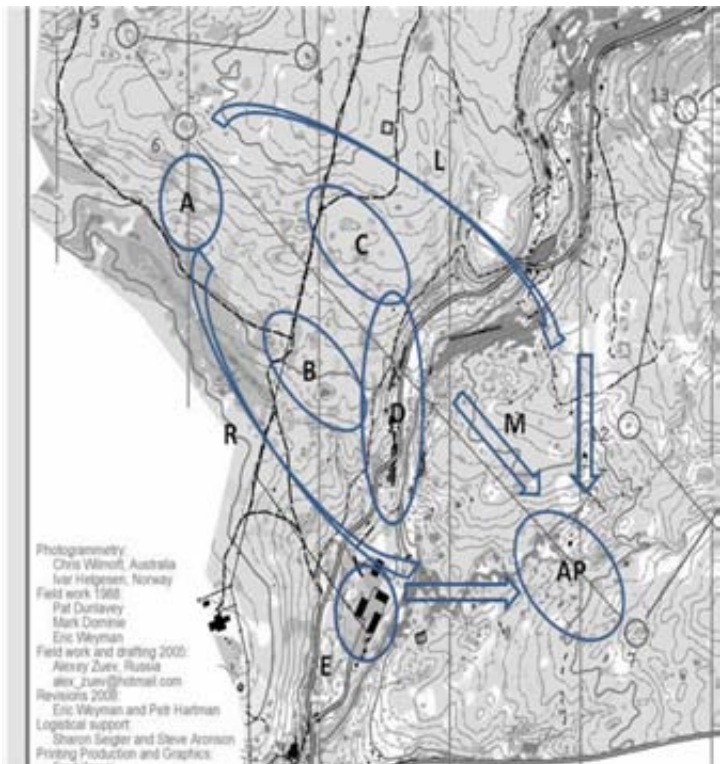 5
4
6
13
A
L
C
B
D
R
M
12
AP
7
E
Photogrammetry:
Chris Wilmott, Australia
Ivar Helgesen, Norway
Field work 1988:
Pat Dunlavey
Mark Dominie
Eric Weyman
Field work and drafting 2005:
Alexey Zuev, Russia
alex_zuev@hotmail.com
Revisions 2008:
Eric Weyman and Petr Hartman
Logistical support:
Sharon Seigler and Steve Aronson
Printing Production and Graphics: